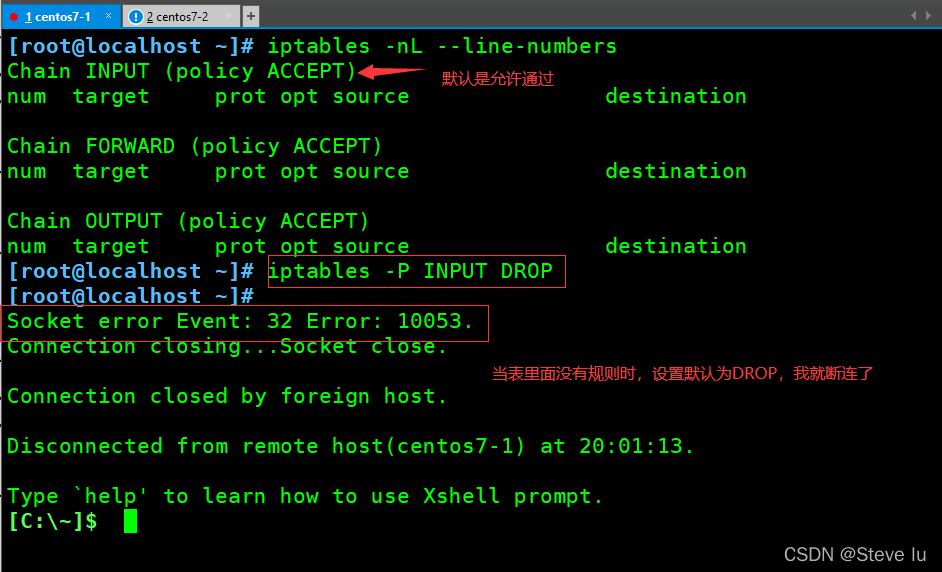 1 centos7-1 × 2 centos7-2 × +
[root@localhost ~]# iptables -nL --line-numbers
Chain INPUT (policy ACCEPT)
默认是允许通过
num target prot opt source destination
Chain FORWARD (policy ACCEPT)
num target prot opt source destination
Chain OUTPUT (policy ACCEPT)
num target prot opt source destination
[root@localhost ~]# iptables -P INPUT DROP
[root@localhost ~]#
Socket error Event: 32 Error: 10053.
Connection closing...Socket close.
当表里面没有规则时，设置默认为DROP，我就断连了
Connection closed by foreign host.
Disconnected from remote host(centos7-1) at 20:01:13.
Type `help' to learn how to use Xshell prompt.
[C:\~]$
CSDN @Steve lu